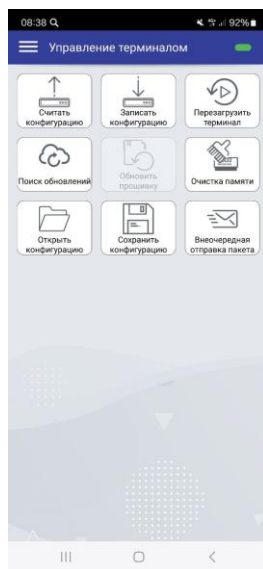 08:38
92%
Управление терминалом
Считать
конфигурацию
Записать
конфигурацию
Перезагрузить
терминал
Поиск обновлений
Обновить
прошивку
Очистка памяти
Открыть
конфигурацию
Сохранить
конфигурацию
Внеочередная
отправка пакета